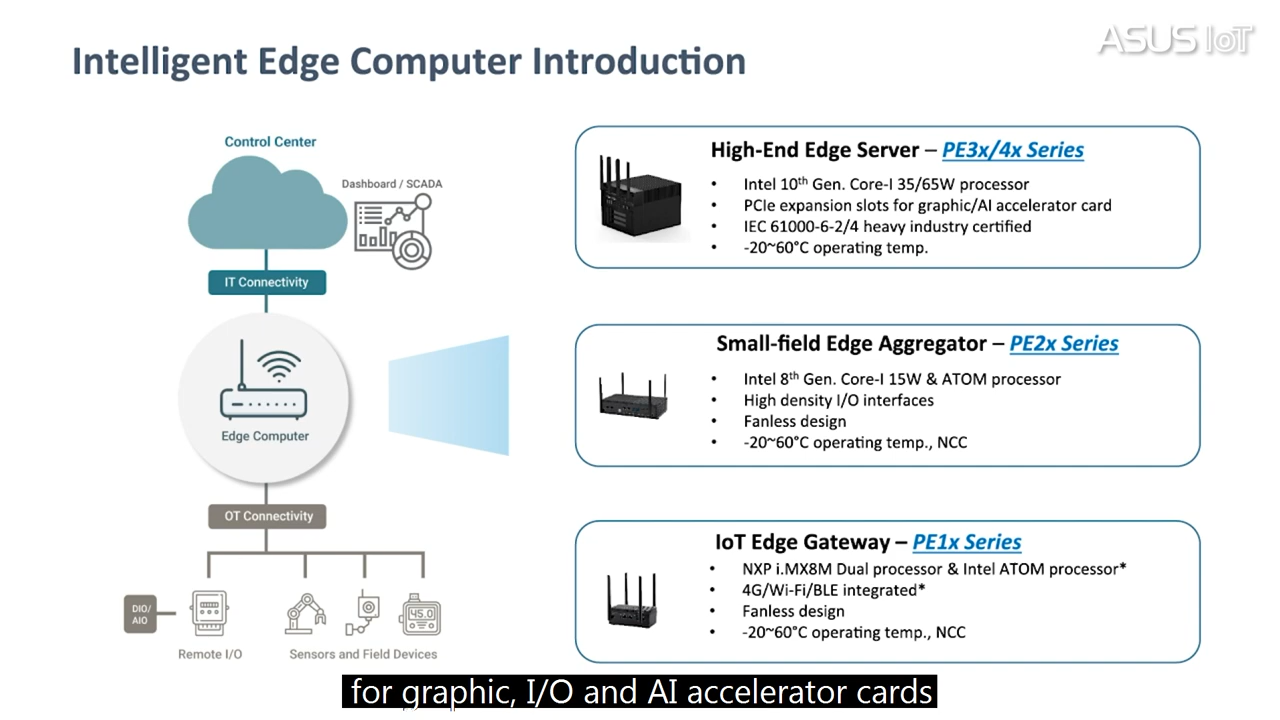 ASUS IoT
Intelligent Edge Computer Introduction
Control Center
Dashboard / SCADA
IT Connectivity
Edge Computer
OT Connectivity
DIO/
AIO
45.0
Remote I/O
Sensors and Field Devices
High-End Edge Server – PE3x/4x Series
• Intel 10th Gen. Core-I 35/65W processor
• PCIe expansion slots for graphic/AI accelerator card
• IEC 61000-6-2/4 heavy industry certified
• -20~60°C operating temp.
Small-field Edge Aggregator – PE2x Series
• Intel 8th Gen. Core-I 15W & ATOM processor
• High density I/O interfaces
• Fanless design
• -20~60°C operating temp., NCC
IoT Edge Gateway – PE1x Series
• NXP i.MX8M Dual processor & Intel ATOM processor*
• 4G/Wi-Fi/BLE integrated*
• Fanless design
• -20~60°C operating temp., NCC
for graphic, I/O and AI accelerator cards